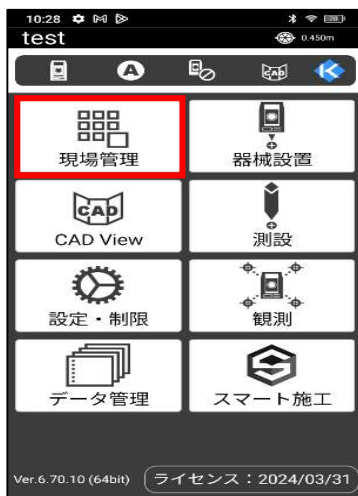 10:28
test
0.450m
A
CAD
現場管理
器械設置
CAD
CAD View
測設
設定・制限
観測
データ管理
スマート施工
Ver.6.70.10 (64bit)
ライセンス：2024/03/31